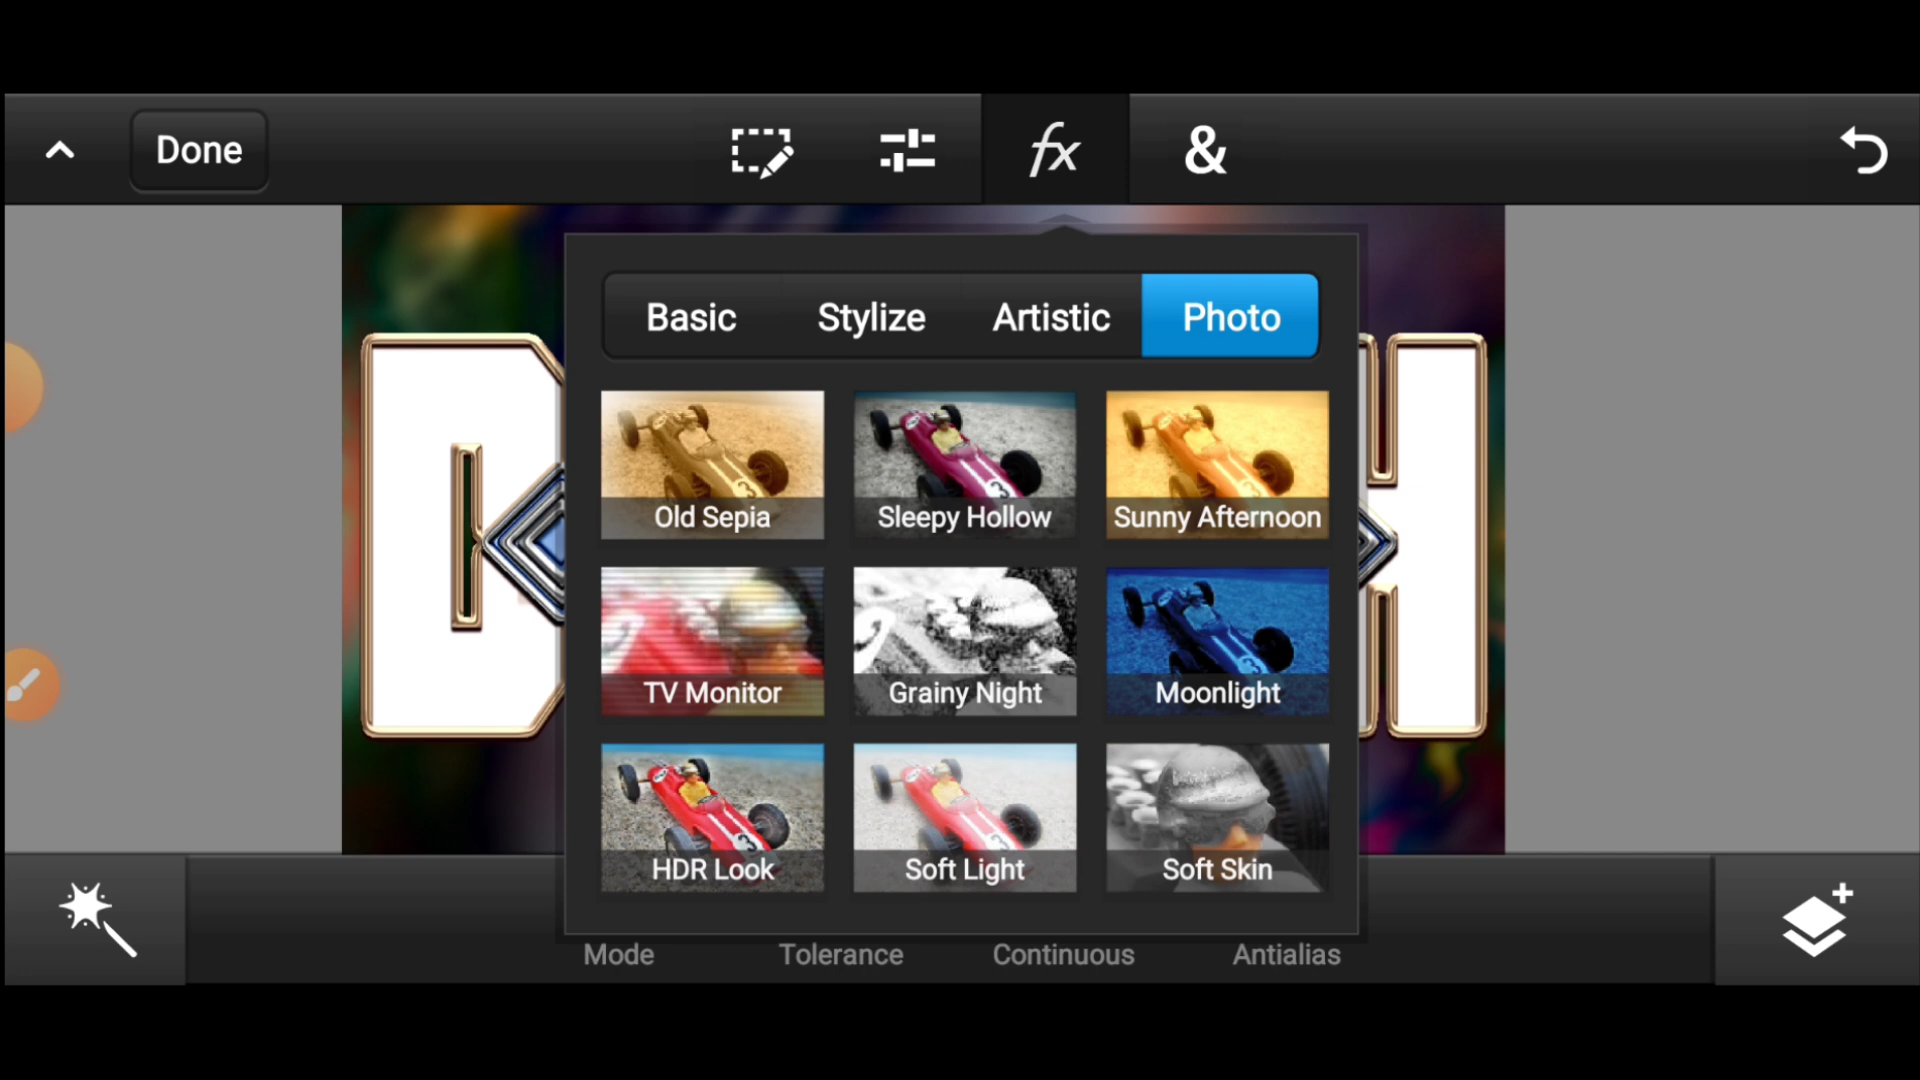 Done fx &
Basic Stylize Artistic Photo
Old Sepia Sleepy Hollow Sunny Afternoon
TV Monitor Grainy Night Moonlight
HDR Look Soft Light Soft Skin
Mode Tolerance Continuous Antialias